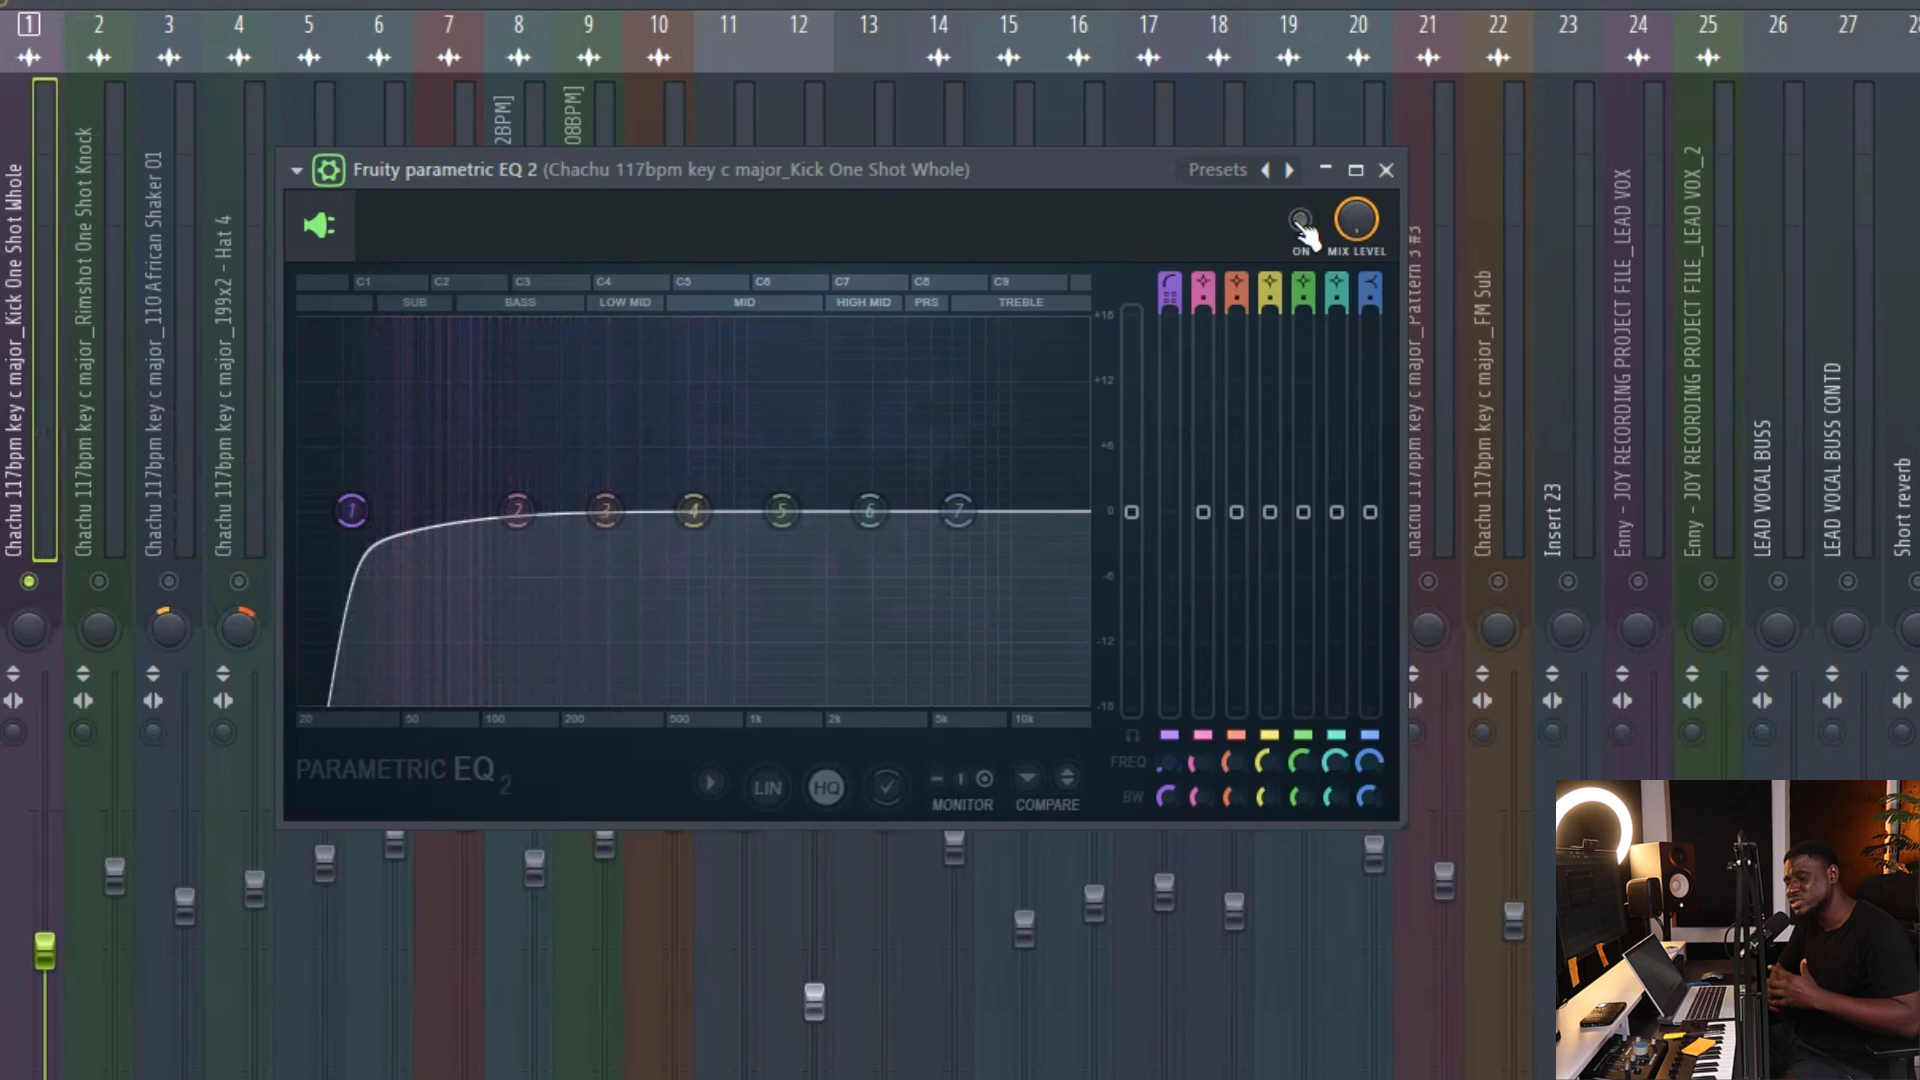 1 2 3 4 5 6 7 8 9 10 11 12 13 14 15 16 17 18 19 20 21 22 23 24 25 26 27
Chachu 117bpm key c major_Kick One Shot Whole
Chachu 117bpm key c major_Rimshot One Shot Knock
Chachu 117bpm key c major_110 African Shaker 01
Chachu 117bpm key c major_199x2 - Hat 4
2BPM]
08BPM]
Fruity parametric EQ 2 (Chachu 117bpm key c major_Kick One Shot Whole)
Presets
ON MIX LEVEL
C1 C2 C3 C4 C5 C6 C7 C8 C9
SUB BASS LOW MID MID HIGH MID PRS TREBLE
+18
+12
+6
0
-6
-12
-18
1 2 3 4 5 6 7
20 50 100 200 500 1k 2k 5k 10k
PARAMETRIC EQ 2
LIN HQ
MONITOR COMPARE
FREQ
BW
Chachu 117bpm key c major_Pattern 3 #3
Chachu 117bpm key c major_FM Sub
Insert 23
Enny - JOY RECORDING PROJECT FILE_LEAD VOX
Enny - JOY RECORDING PROJECT FILE_LEAD VOX_2
LEAD VOCAL BUSS
LEAD VOCAL BUSS CONTD
Short reverb